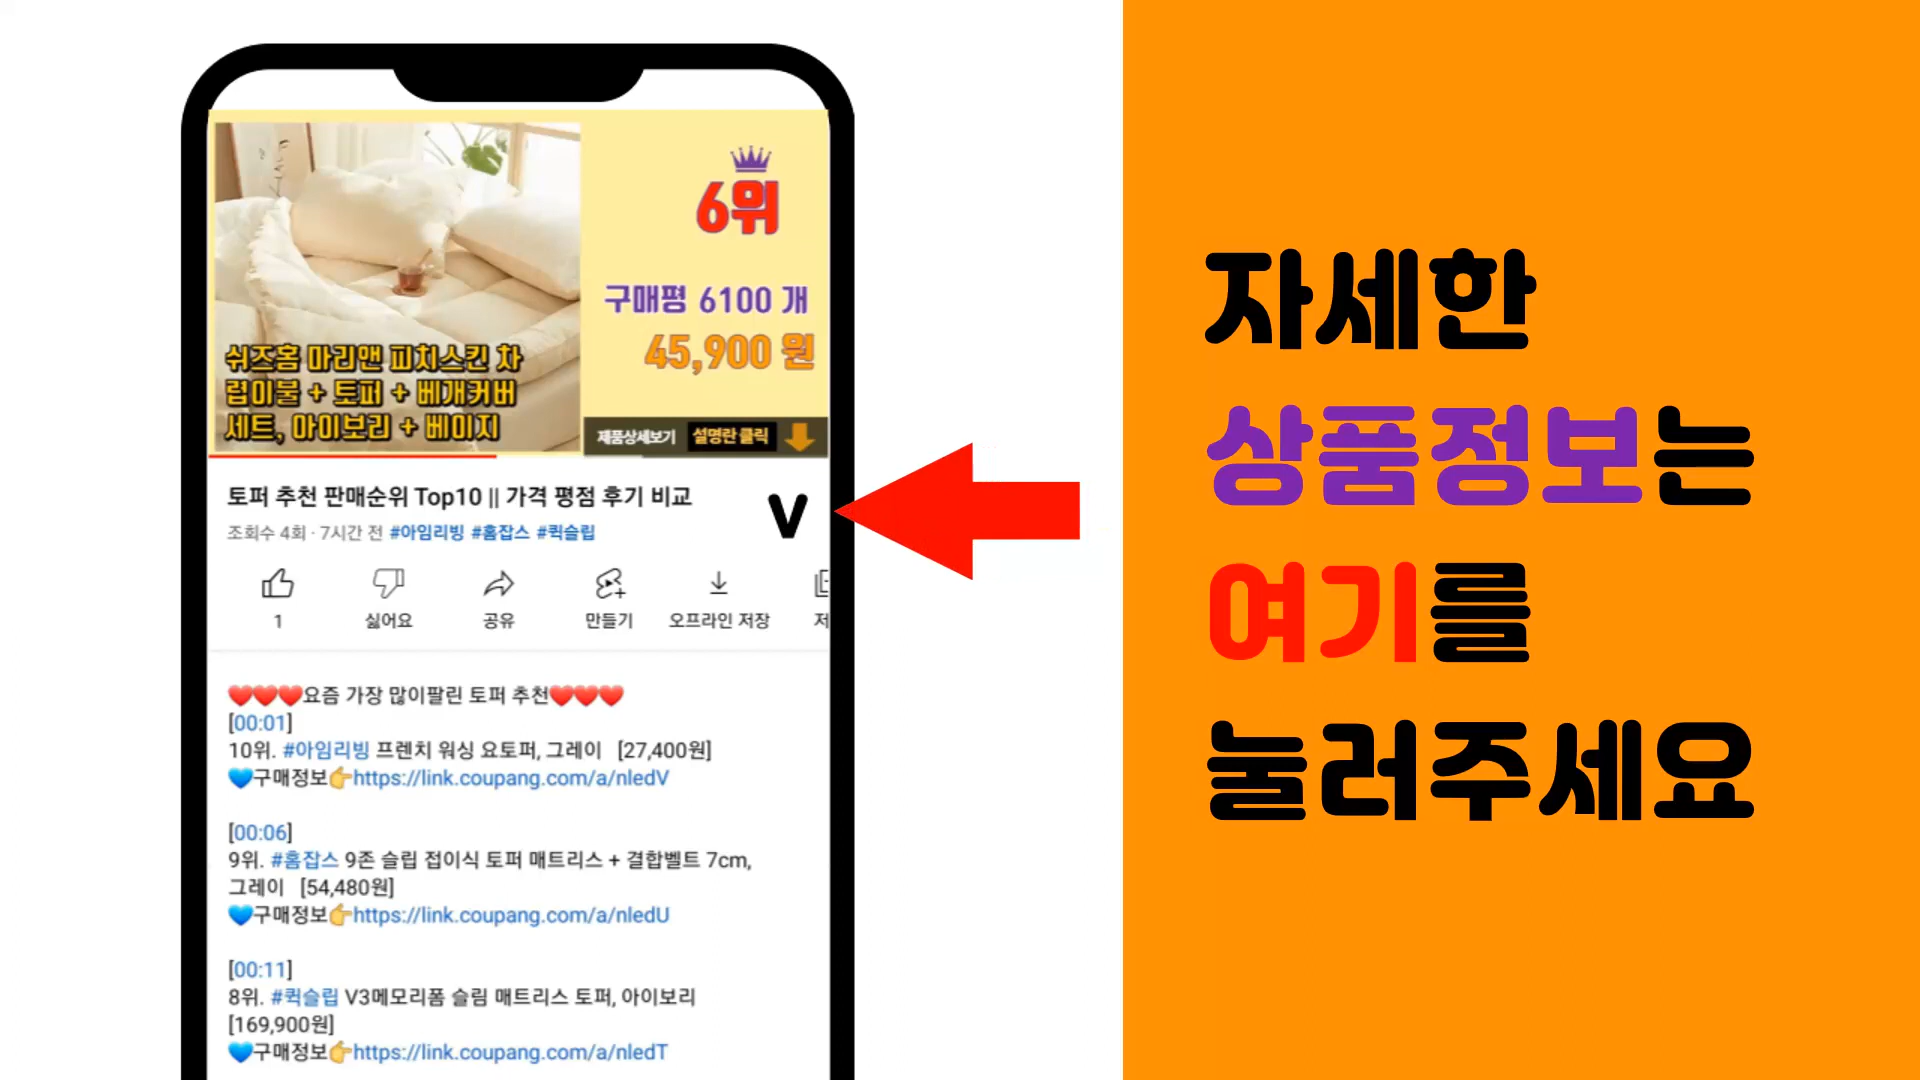 6위
구매평 6100 개
45,900 원
쉬즈홈 마리앤 피치스킨 차
렵이불 + 토퍼 + 베개커버
세트, 아이보리 + 베이지
제품상세보기 설명란 클릭
토퍼 추천 판매순위 Top10 || 가격 평점 후기 비교
V
조회수 4회 · 7시간 전 #아임리빙 #홈잡스 #퀵슬립
1 싫어요 공유 만들기 오프라인 저장 저
❤️❤️❤️요즘 가장 많이팔린 토퍼 추천❤️❤️❤️
[00:01]
10위. #아임리빙 프렌치 워싱 요토퍼, 그레이 [27,400원]
💙구매정보👉https://link.coupang.com/a/nledV
[00:06]
9위. #홈잡스 9존 슬립 접이식 토퍼 매트리스 + 결합벨트 7cm,
그레이 [54,480원]
💙구매정보👉https://link.coupang.com/a/nledU
[00:11]
8위. #퀵슬립 V3메모리폼 슬림 매트리스 토퍼, 아이보리
[169,900원]
💙구매정보👉https://link.coupang.com/a/nledT
자세한
상품정보는
여기를
눌러주세요